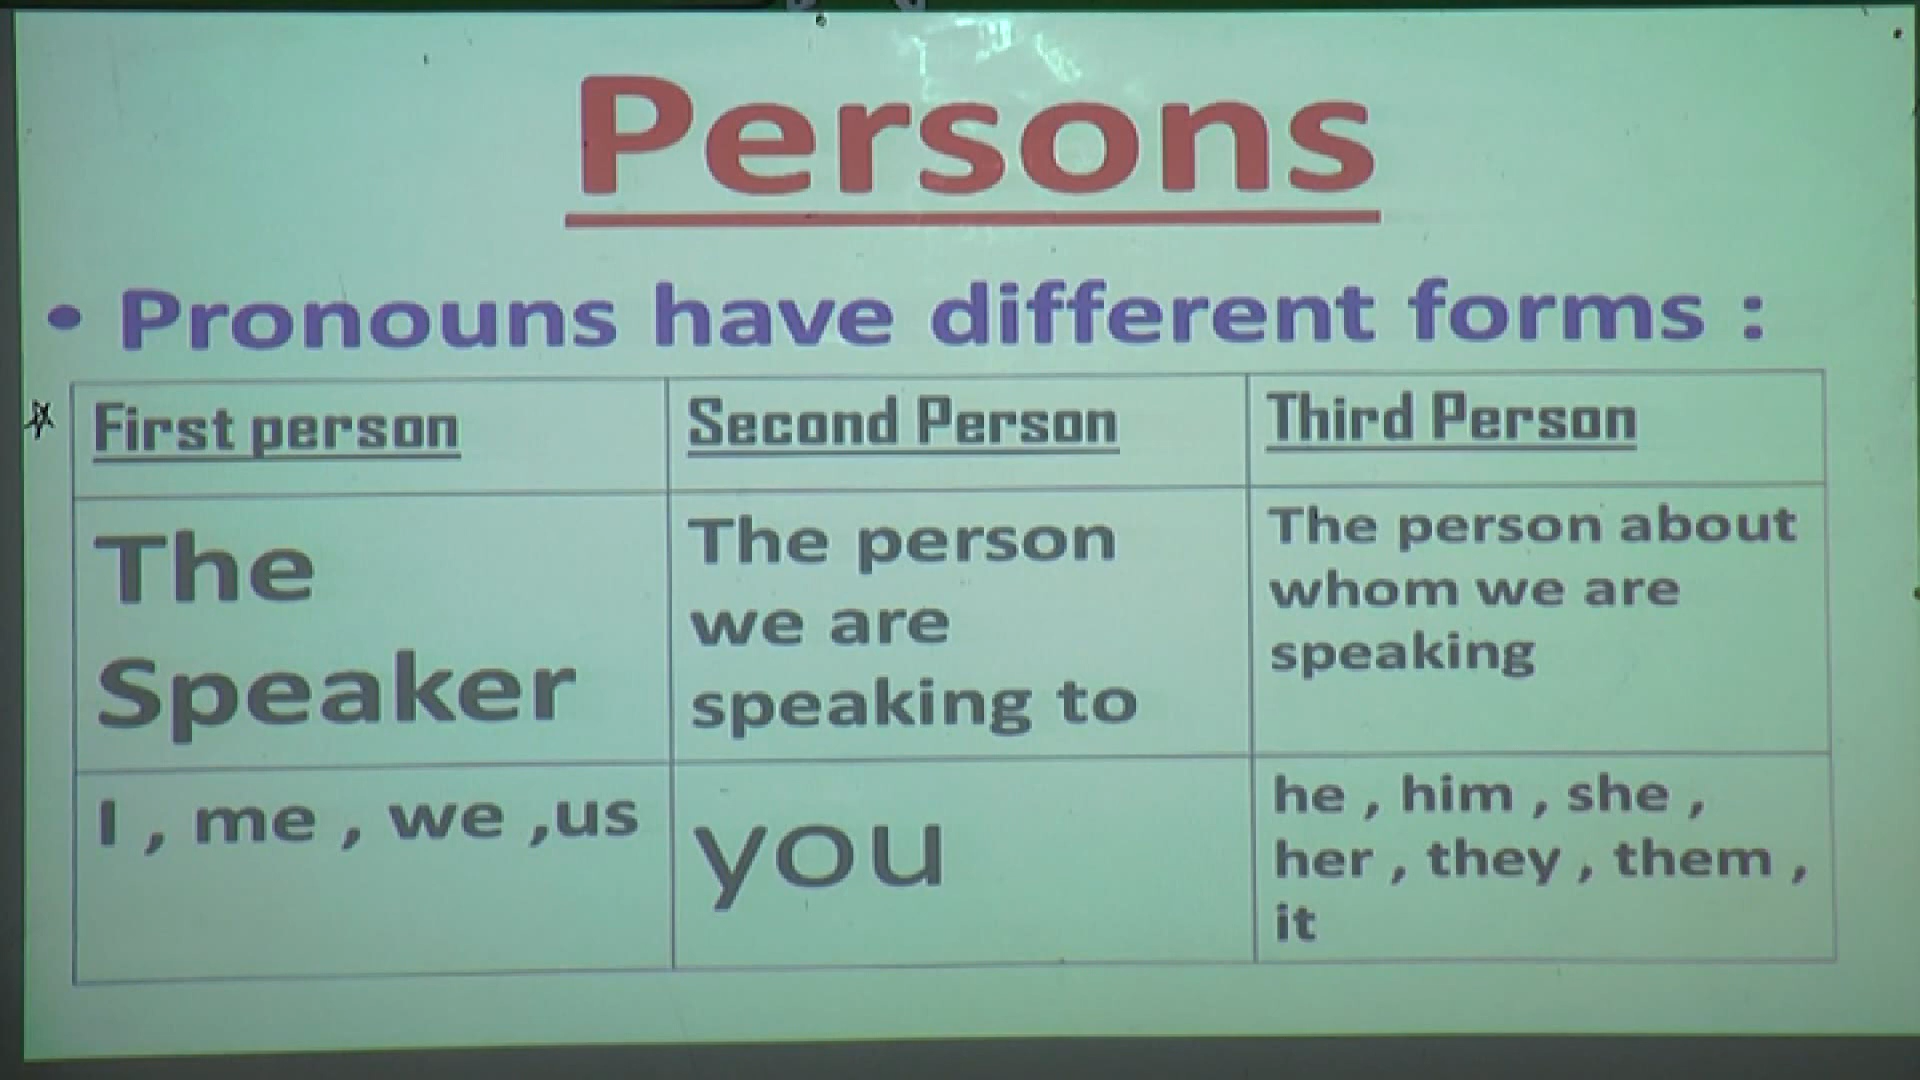 Persons
• Pronouns have different forms :
First person
Second Person
Third Person
The
Speaker
The person
we are
speaking to
The person about
whom we are
speaking
I , me , we ,us
you
he , him , she ,
her , they , them ,
it